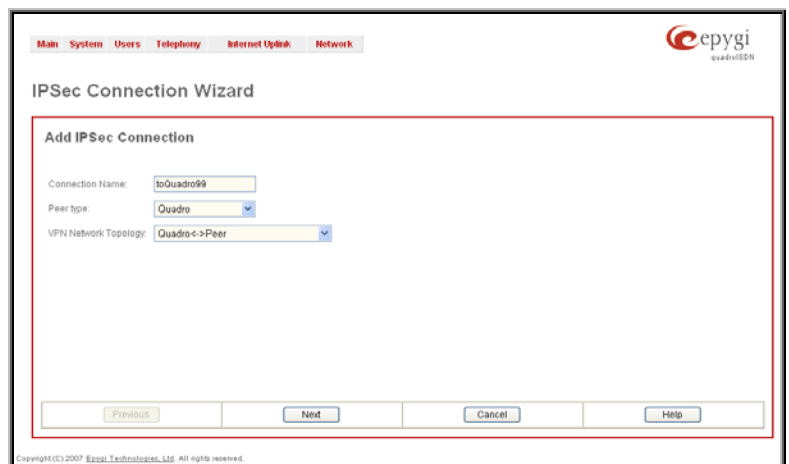 Main System Users Telephony Internet Uplink Network
epygi
quadroISDN
IPSec Connection Wizard
Add IPSec Connection
Connection Name: toQuadro99
Peer type: Quadro
VPN Network Topology: Quadro<->Peer
Previous Next Cancel Help
Copyright (C) 2007 Epygi Technologies, Ltd. All rights reserved.